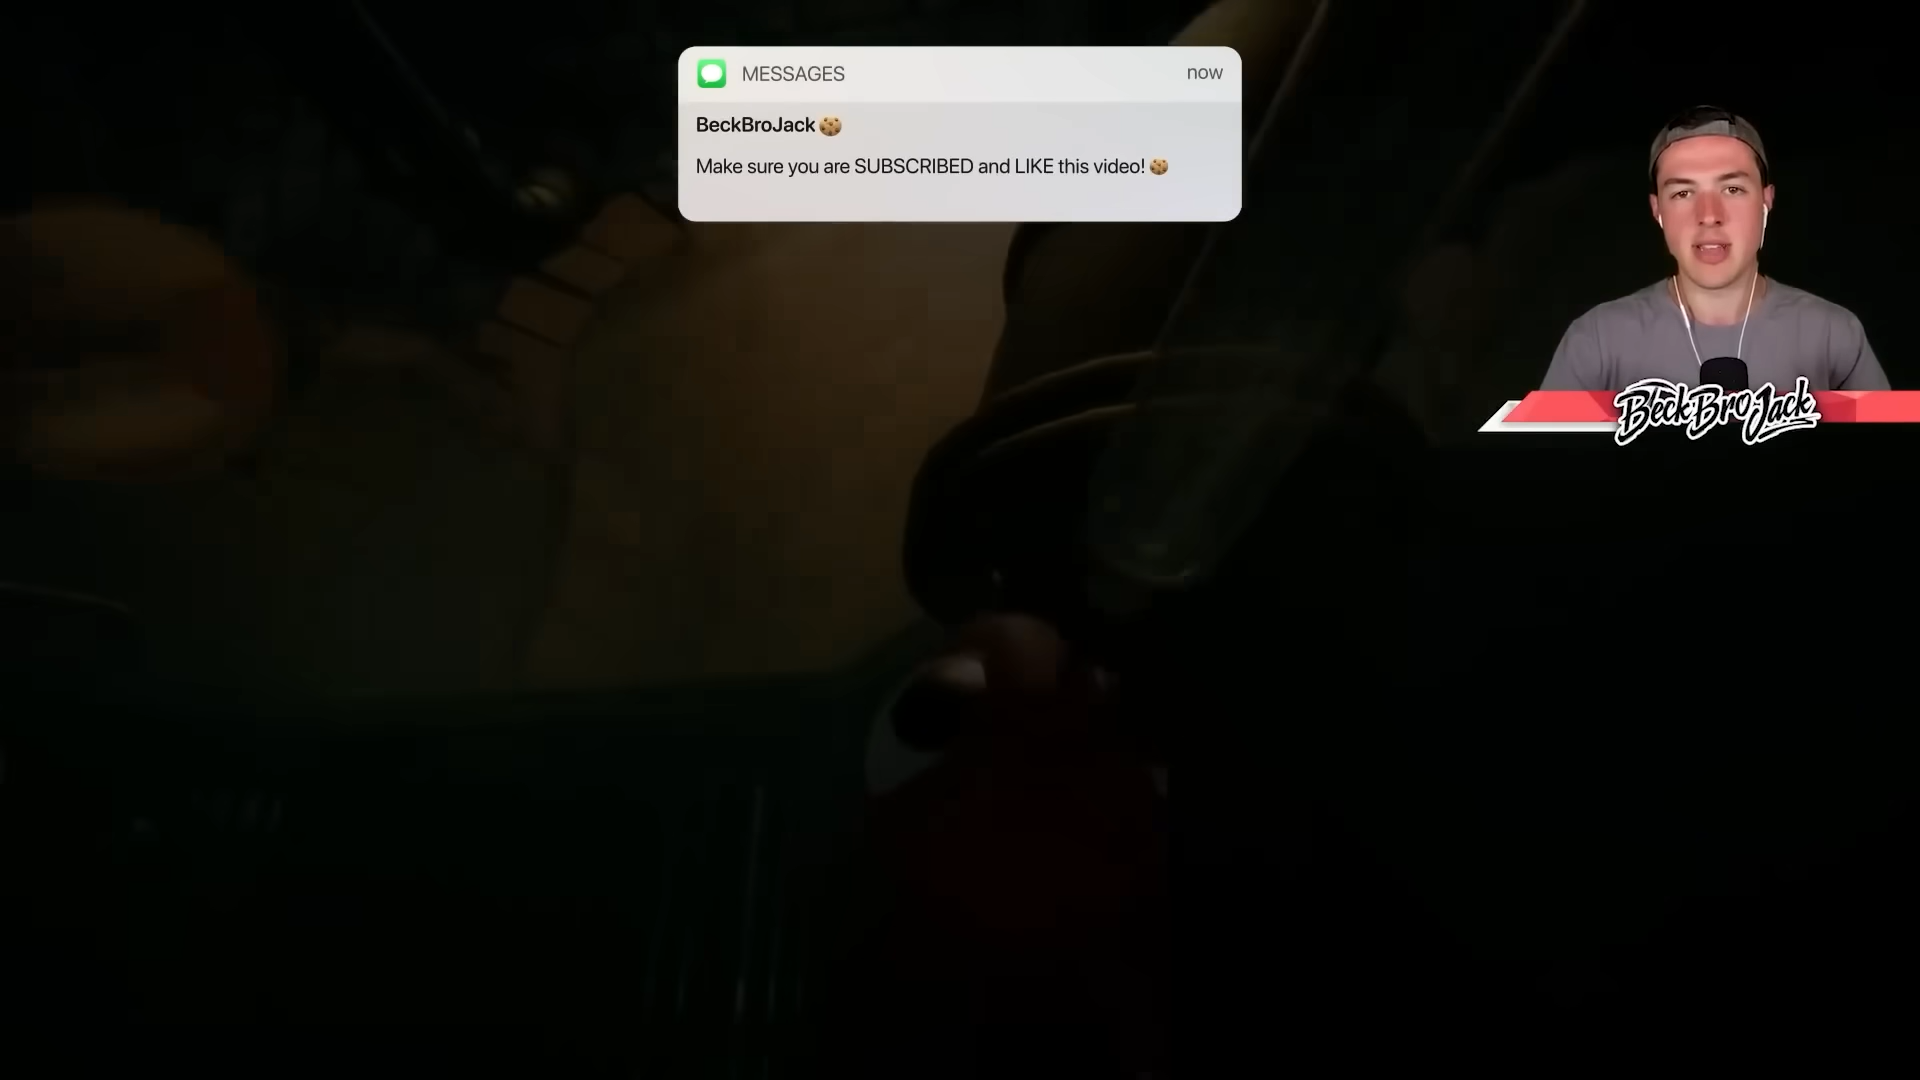 MESSAGES
now
BeckBroJack🍪
Make sure you are SUBSCRIBED and LIKE this video!🍪
BeckBroJack